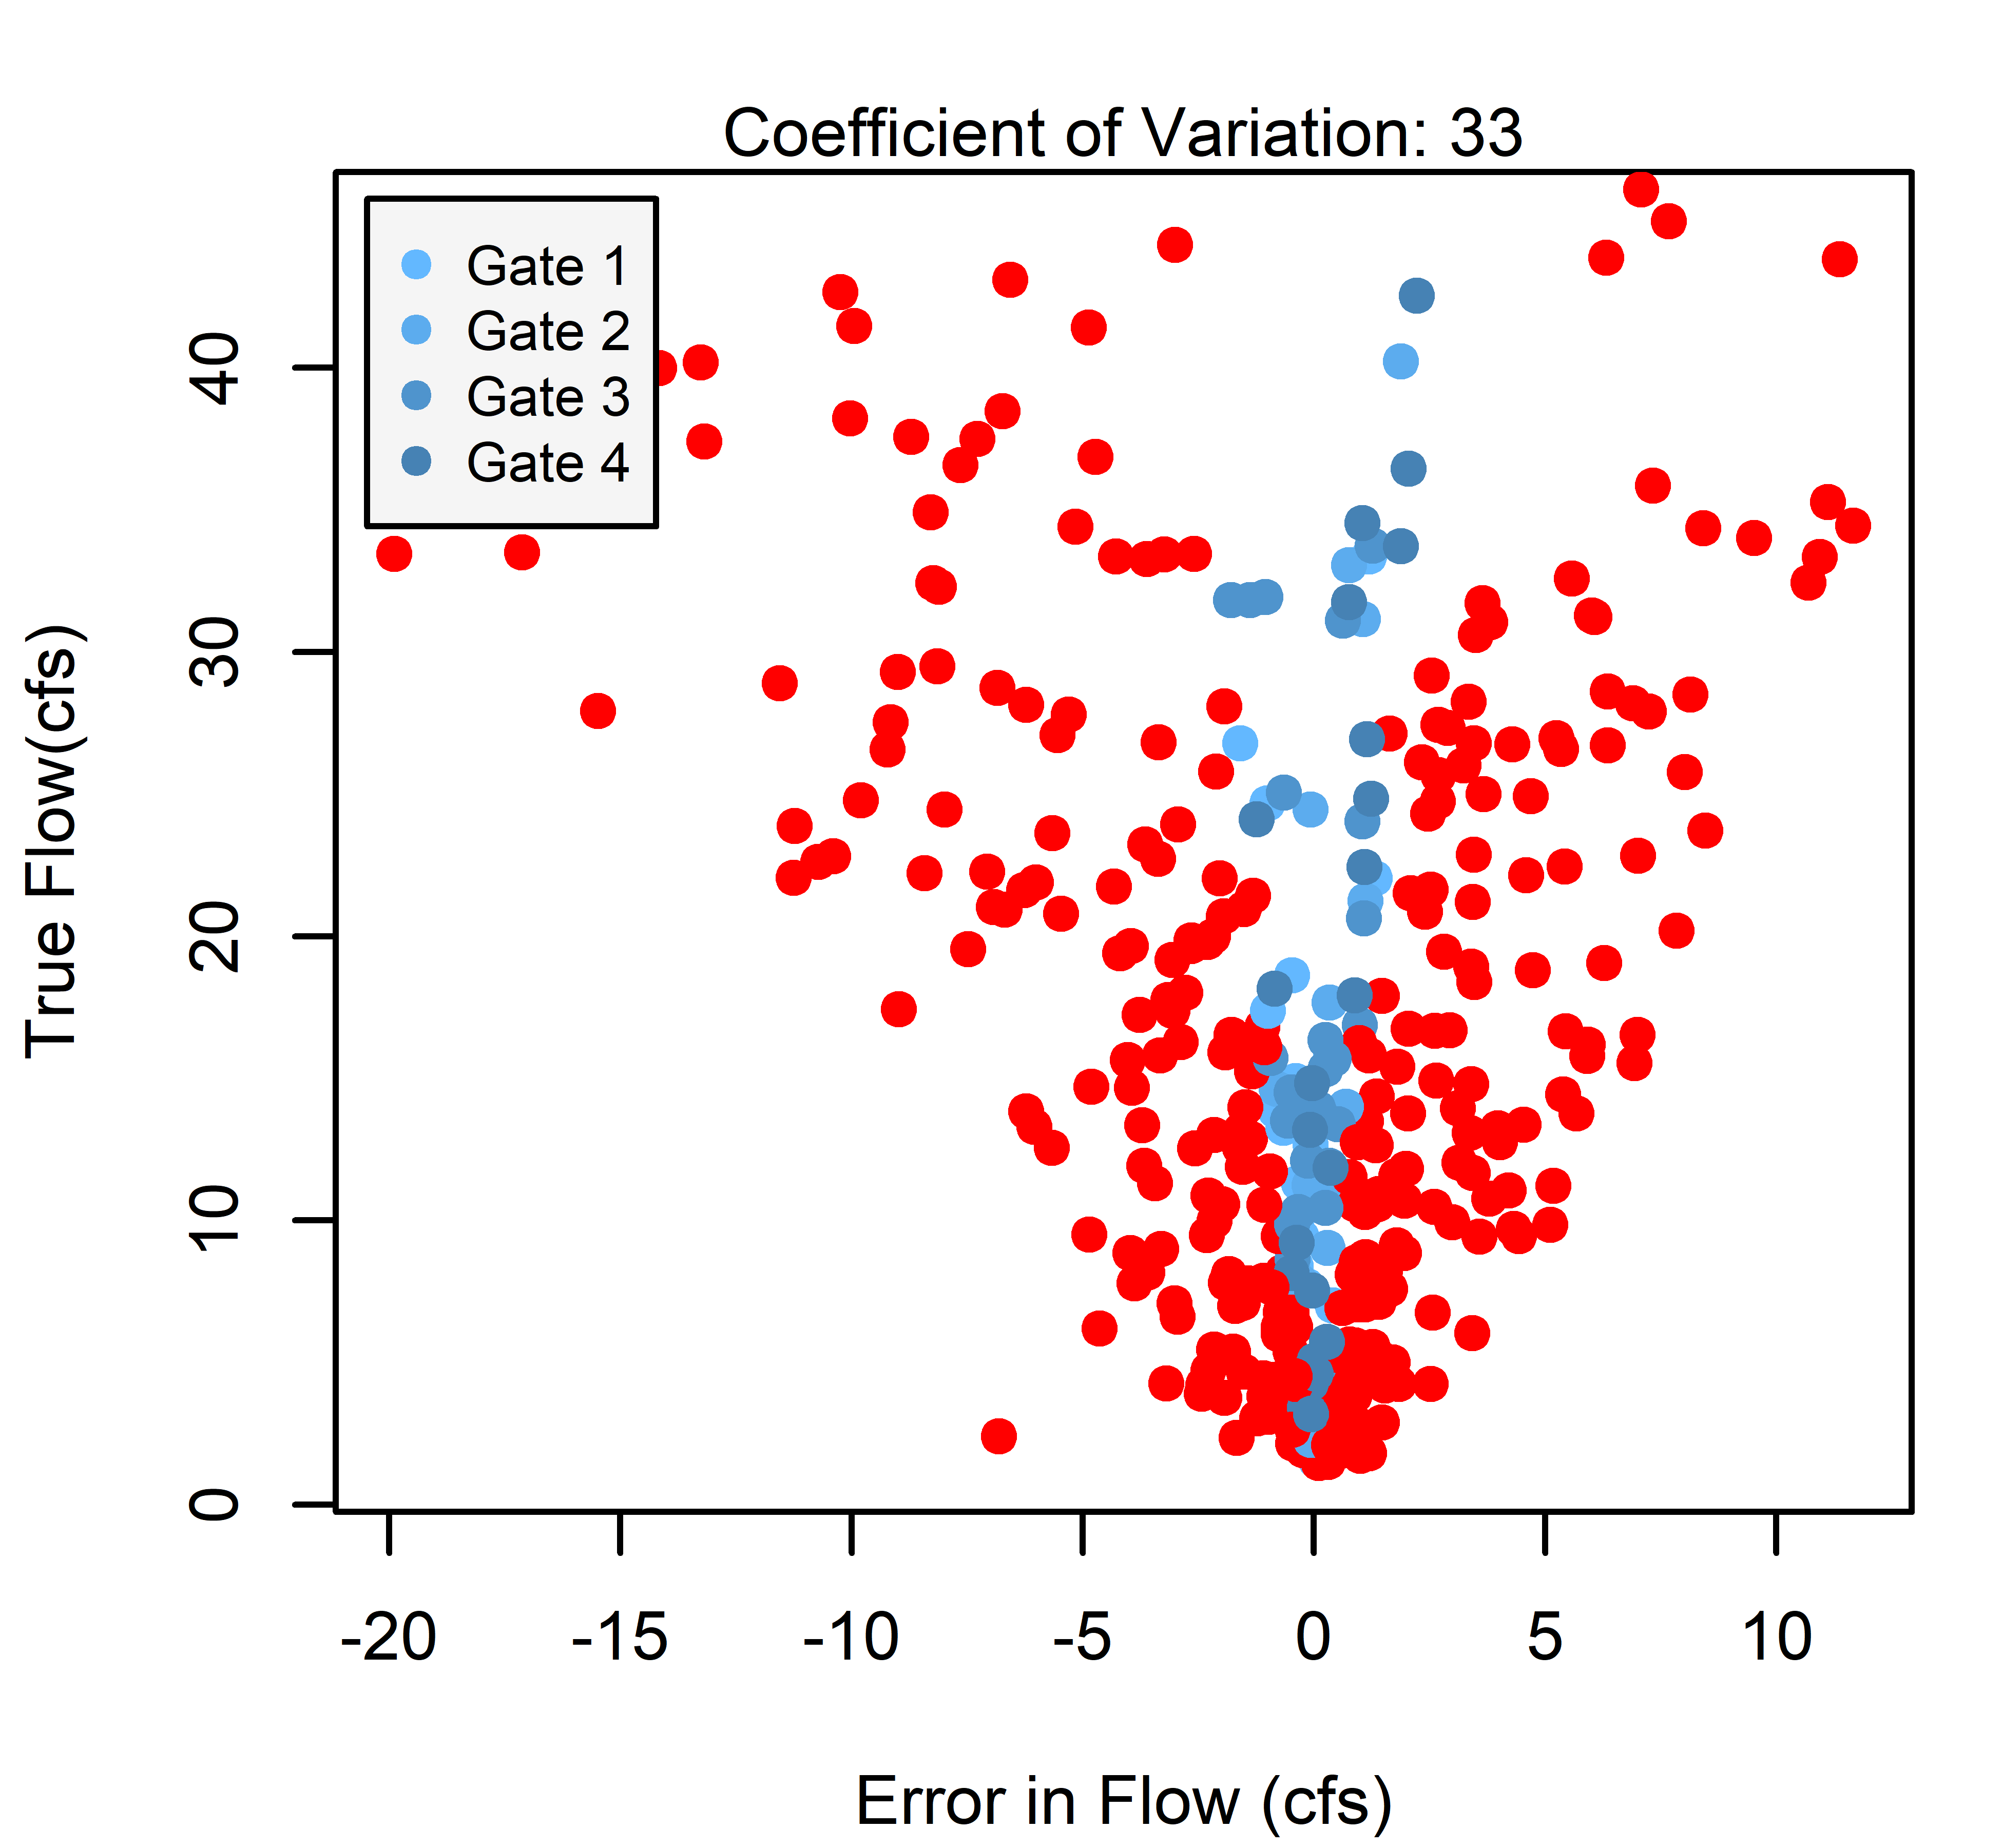 Coefficient of Variation: 33
Gate 1
Gate 2
Gate 3
Gate 4
True Flow(cfs)
40
30
20
10
0
-20 -15 -10 -5 0 5 10
Error in Flow (cfs)